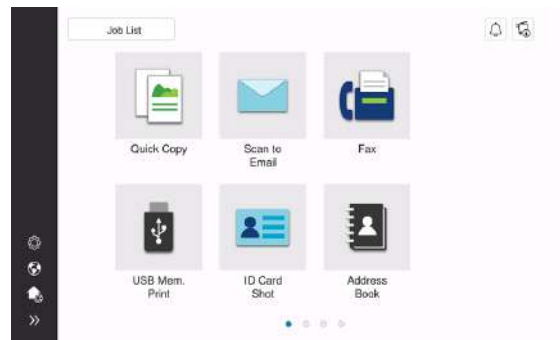 Job List
Quick Copy
Scan to
Email
Fax
USB Mem.
Print
ID Card
Shot
Address
Book